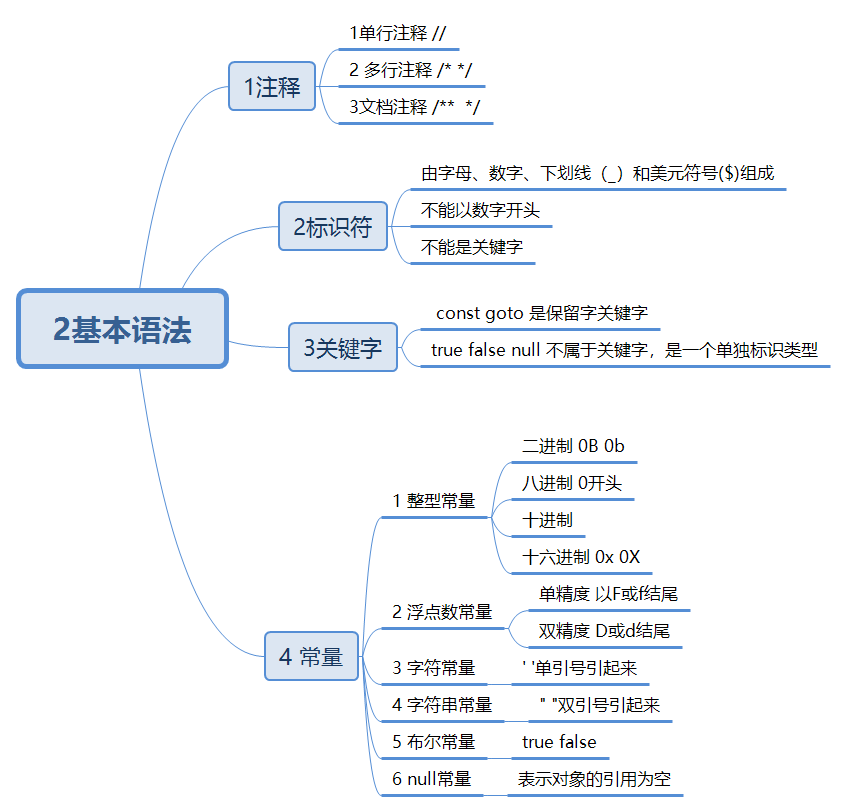 2基本语法
1注释
1单行注释 //
2 多行注释 /* */
3文档注释 /**  */
2标识符
由字母、数字、下划线（_）和美元符号($)组成
不能以数字开头
不能是关键字
3关键字
const goto 是保留字关键字
true false null 不属于关键字，是一个单独标识类型
4 常量
1 整型常量
二进制 0B 0b
八进制 0开头
十进制
十六进制 0x 0X
2 浮点数常量
单精度 以F或f结尾
双精度 D或d结尾
3 字符常量
' '单引号引起来
4 字符串常量
" "双引号引起来
5 布尔常量
true false
6 null常量
表示对象的引用为空